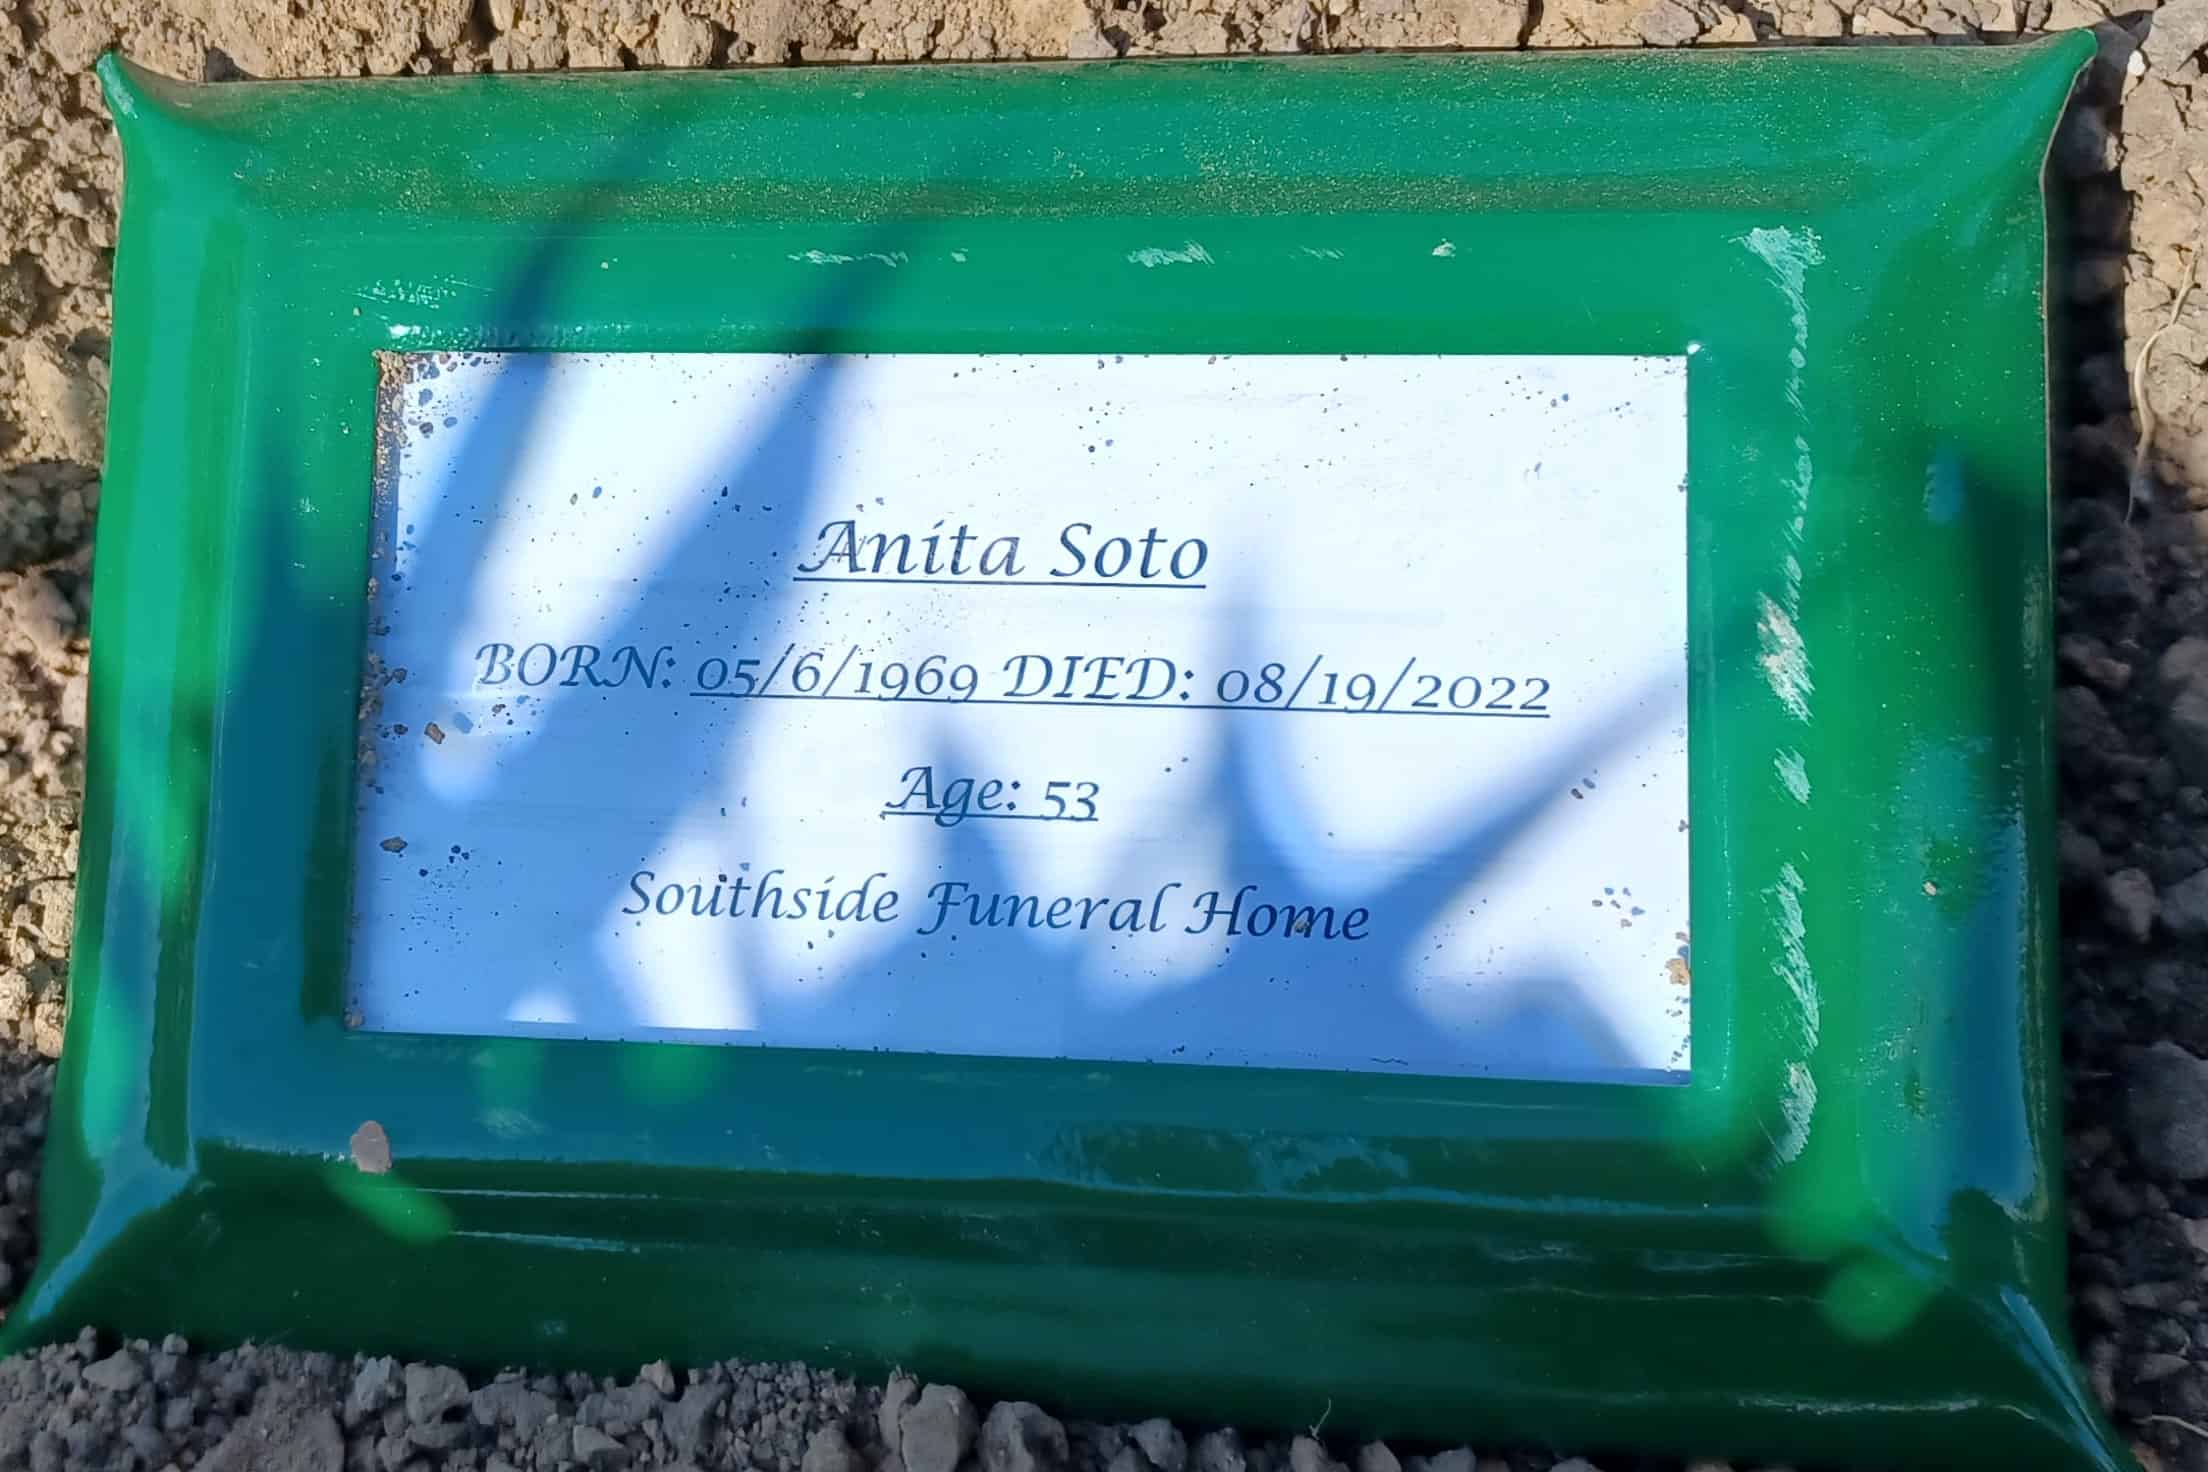 Anita Soto
BORN: 05/6/1969 DIED: 08/19/2022
Age: 53
Southside Funeral Home